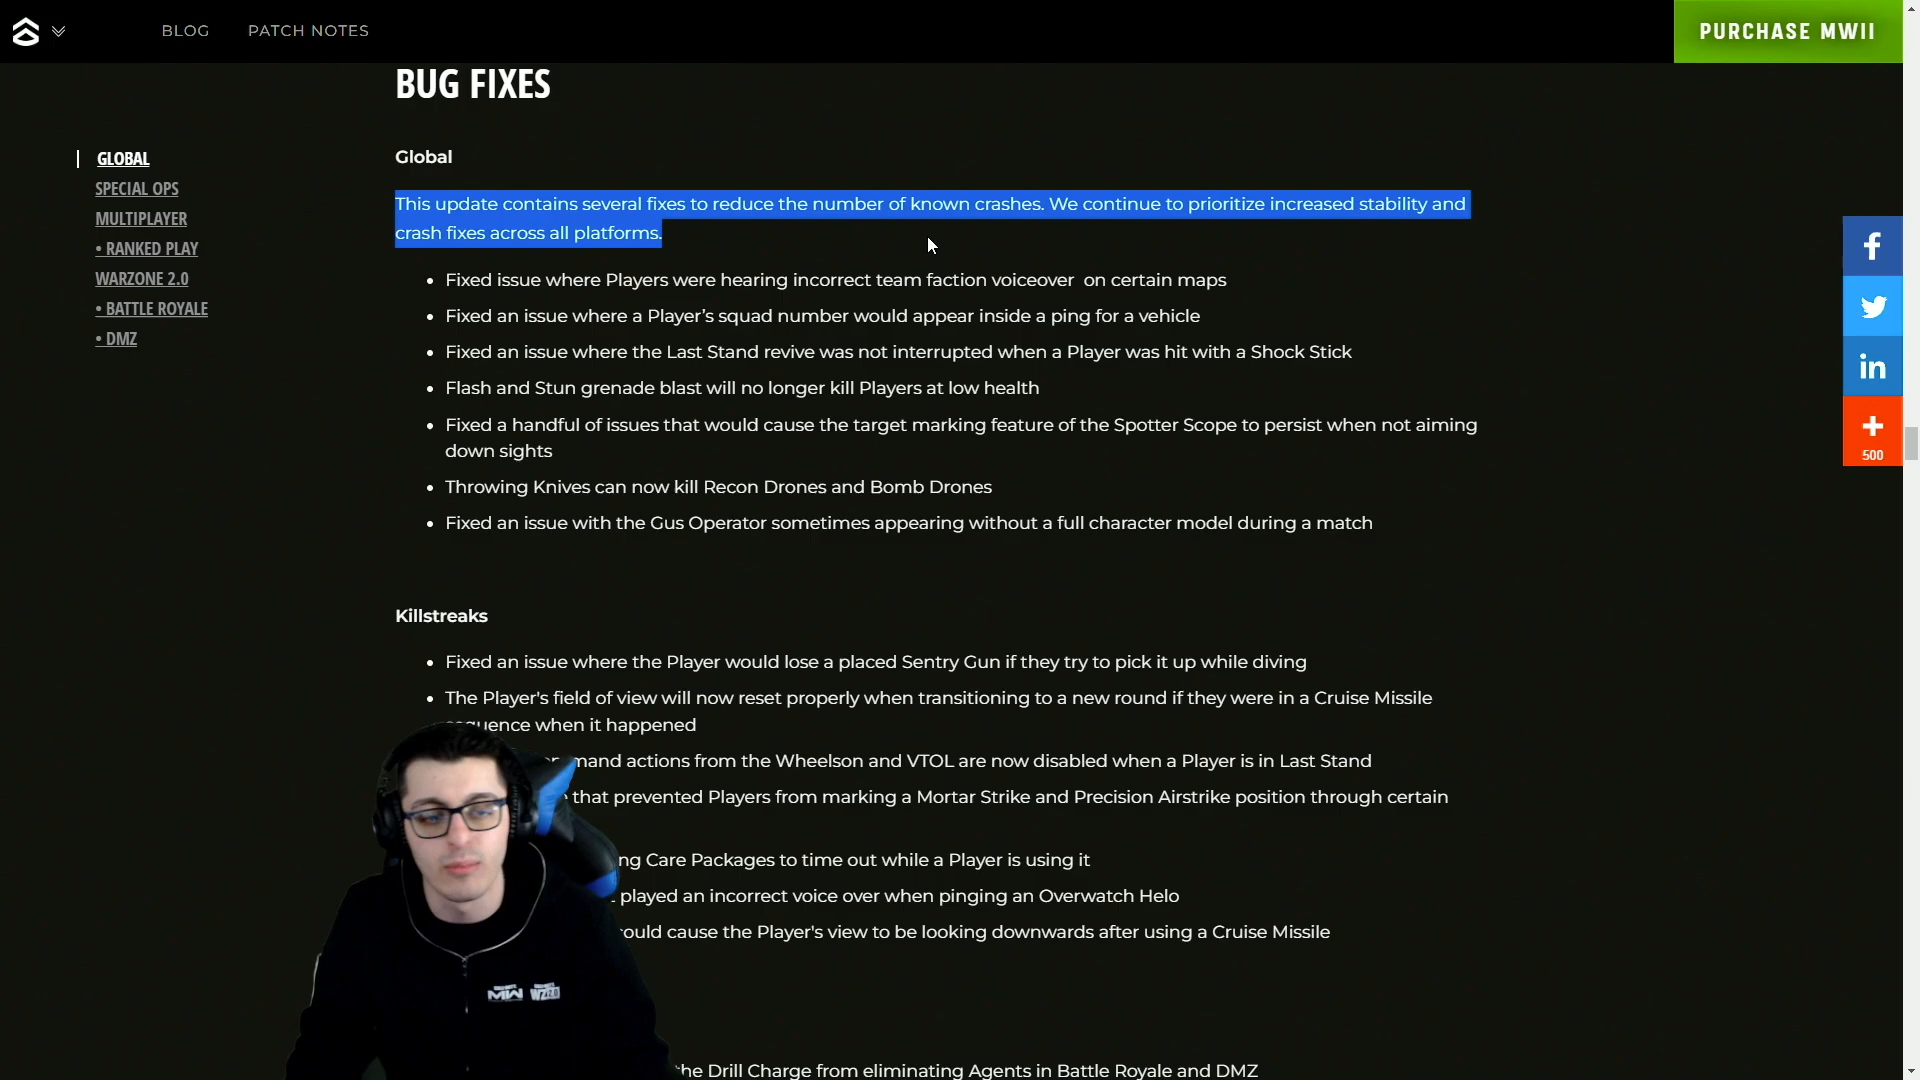 BLOG
PATCH NOTES
PURCHASE MWII
BUG FIXES
GLOBAL
SPECIAL OPS
MULTIPLAYER
• RANKED PLAY
WARZONE 2.0
• BATTLE ROYALE
• DMZ
Global
This update contains several fixes to reduce the number of known crashes. We continue to prioritize increased stability and
crash fixes across all platforms.
• Fixed issue where Players were hearing incorrect team faction voiceover  on certain maps
• Fixed an issue where a Player’s squad number would appear inside a ping for a vehicle
• Fixed an issue where the Last Stand revive was not interrupted when a Player was hit with a Shock Stick
• Flash and Stun grenade blast will no longer kill Players at low health
• Fixed a handful of issues that would cause the target marking feature of the Spotter Scope to persist when not aiming
down sights
• Throwing Knives can now kill Recon Drones and Bomb Drones
• Fixed an issue with the Gus Operator sometimes appearing without a full character model during a match
500
Killstreaks
• Fixed an issue where the Player would lose a placed Sentry Gun if they try to pick it up while diving
• The Player's field of view will now reset properly when transitioning to a new round if they were in a Cruise Missile
sequence when it happened
mand actions from the Wheelson and VTOL are now disabled when a Player is in Last Stand
that prevented Players from marking a Mortar Strike and Precision Airstrike position through certain
ng Care Packages to time out while a Player is using it
played an incorrect voice over when pinging an Overwatch Helo
could cause the Player's view to be looking downwards after using a Cruise Missile
MW WZ2.0
the Drill Charge from eliminating Agents in Battle Royale and DMZ